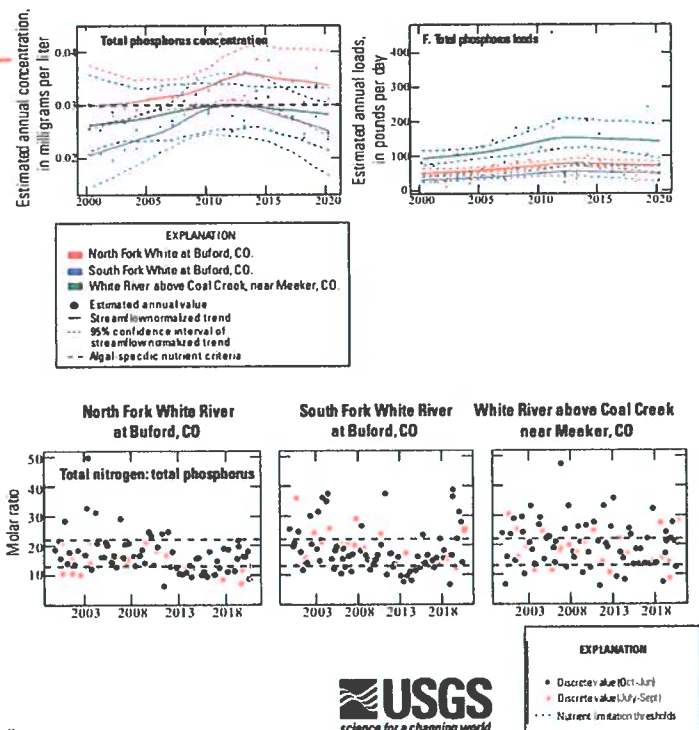 Estimated annual concentration,
in milligrams per liter
Total phosphorus concentration
0.04
0.03
0.02
2000 2005 2010 2015 2020
Estimated annual loads,
in pounds per day
F. Total phosphorus loads
400
300
200
100
0
2000 2005 2010 2015 2020
EXPLANATION
North Fork White at Buford, CO.
South Fork White at Buford, CO.
White River above Coal Creek, near Meeker, CO.
Estimated annual value
Streamflow normalized trend
95% confidence interval of
streamflow normalized trend
Algal-specific nutrient criteria
North Fork White River
at Buford, CO
South Fork White River
at Buford, CO
White River above Coal Creek
near Meeker, CO
Molar ratio
50
40
30
20
10
Total nitrogen: total phosphorus
2003 2008 2013 2018
2003 2008 2013 2018
2003 2008 2013 2018
EXPLANATION
Discrete value (Oct-Jun)
Discrete value (July-Sept)
Nutrient limitation thresholds
USGS
science for a changing world